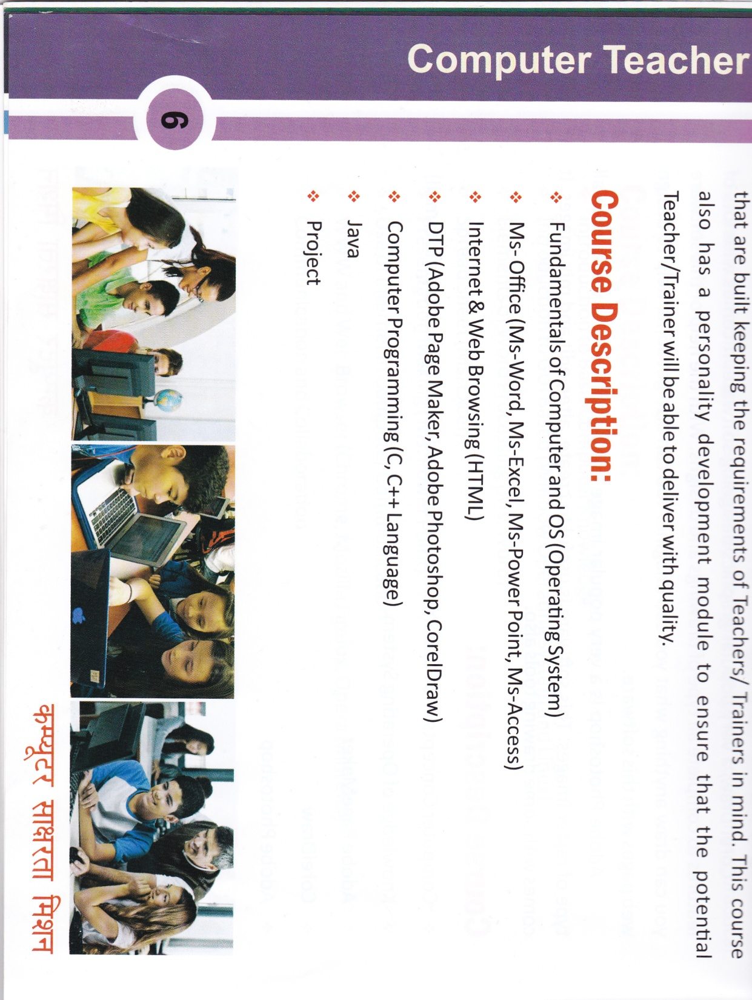 Computer Teacher
that are built keeping the requirements of Teachers/ Trainers in mind. This course
also has a personality development module to ensure that the potential
Teacher/Trainer will be able to deliver with quality.
Course Description:
❖ Fundamentals of Computer and OS (Operating System)
❖ Ms- Office (Ms-Word, Ms-Excel, Ms-Power Point, Ms-Access)
❖ Internet & Web Browsing (HTML)
❖ DTP (Adobe Page Maker, Adobe Photoshop, CorelDraw)
❖ Computer Programming (C, C++ Language)
❖ Java
❖ Project
6
कम्प्यूटर साक्षरता मिशन